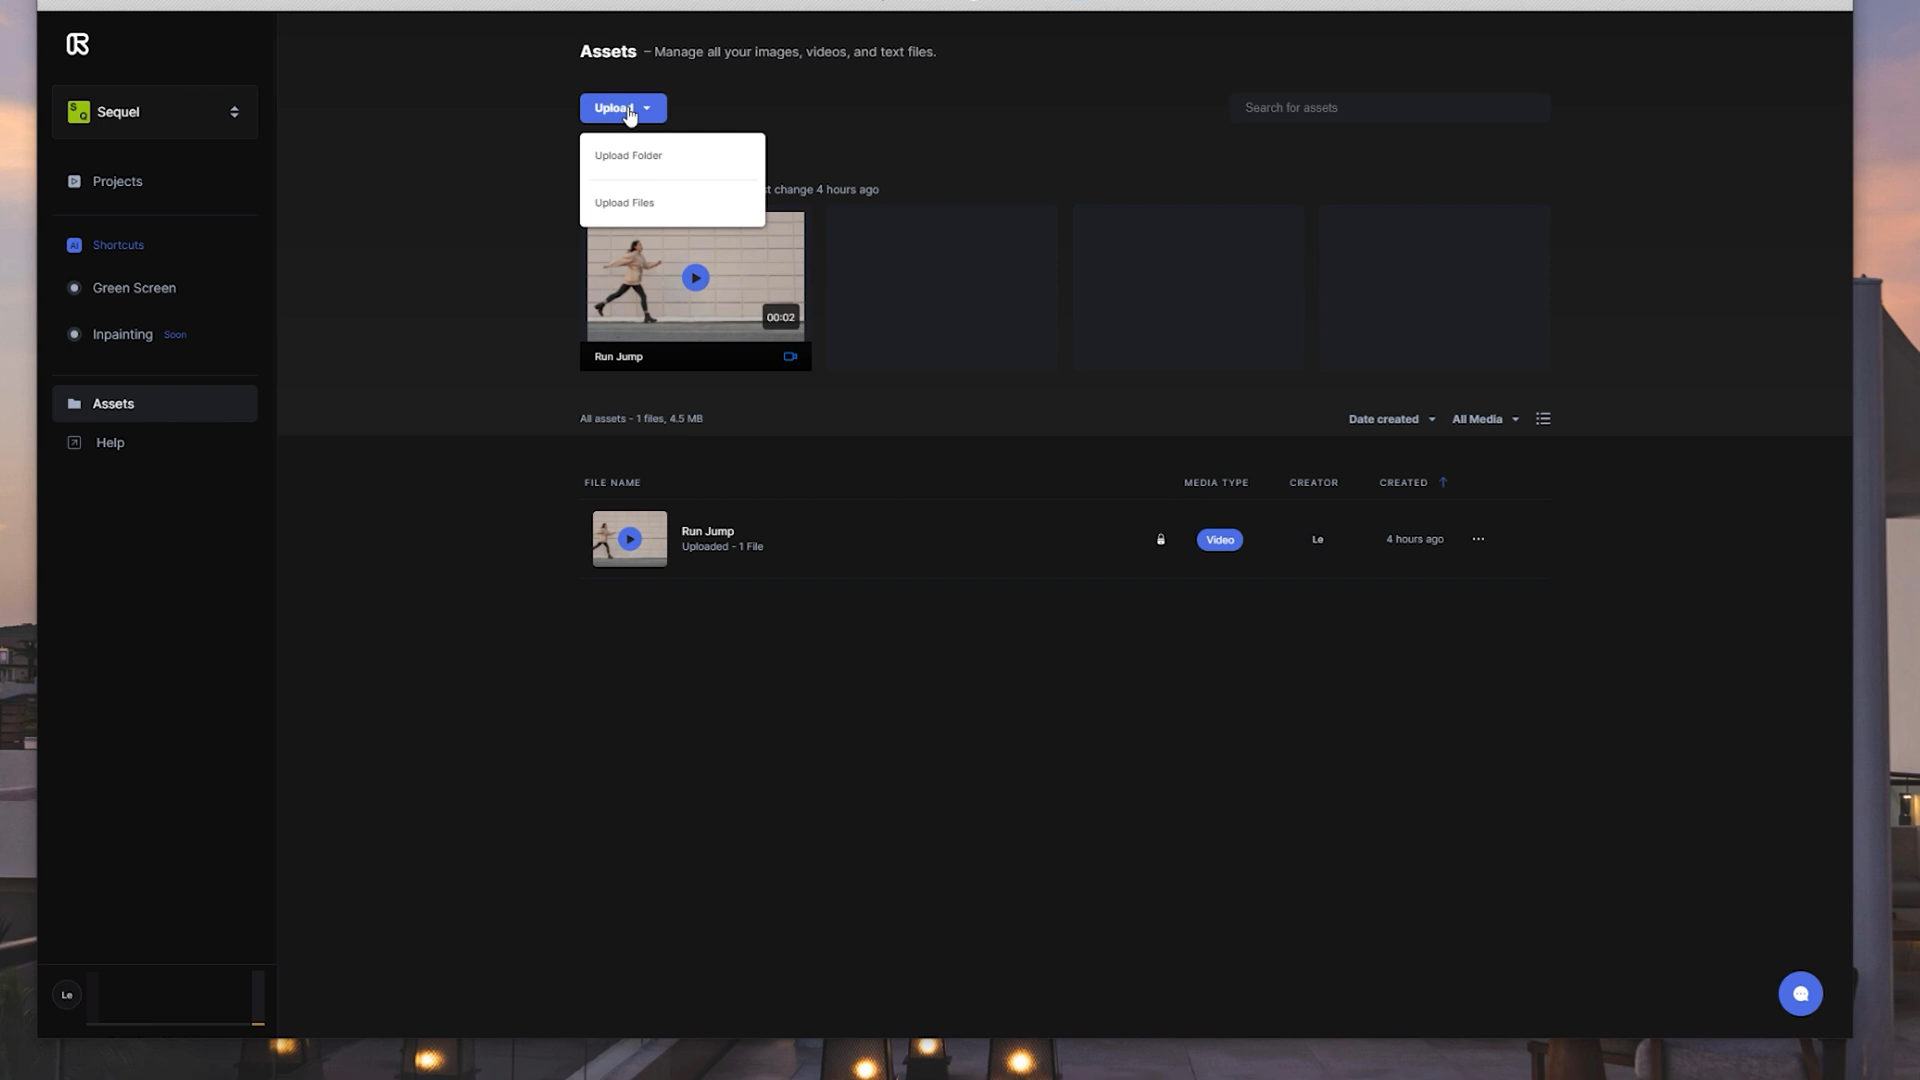 Sequel
Projects
AI Shortcuts
Green Screen
Inpainting Soon
Assets
Help
Le
Assets – Manage all your images, videos, and text files.
Upload
Search for assets
Upload Folder
Upload Files
change 4 hours ago
00:02
Run Jump
All assets - 1 files, 4.5 MB
Date created
All Media
FILE NAME
MEDIA TYPE
CREATOR
CREATED
Run Jump
Uploaded - 1 File
Video
Le
4 hours ago